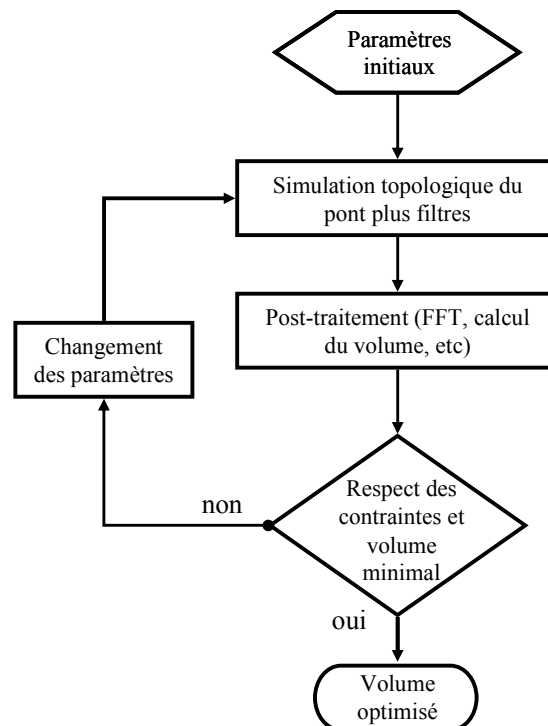 Paramètres
initiaux
Simulation topologique du
pont plus filtres
Post-traitement (FFT, calcul
du volume, etc)
Changement
des paramètres
Respect des
contraintes et
volume
minimal
non
oui
Volume
optimisé